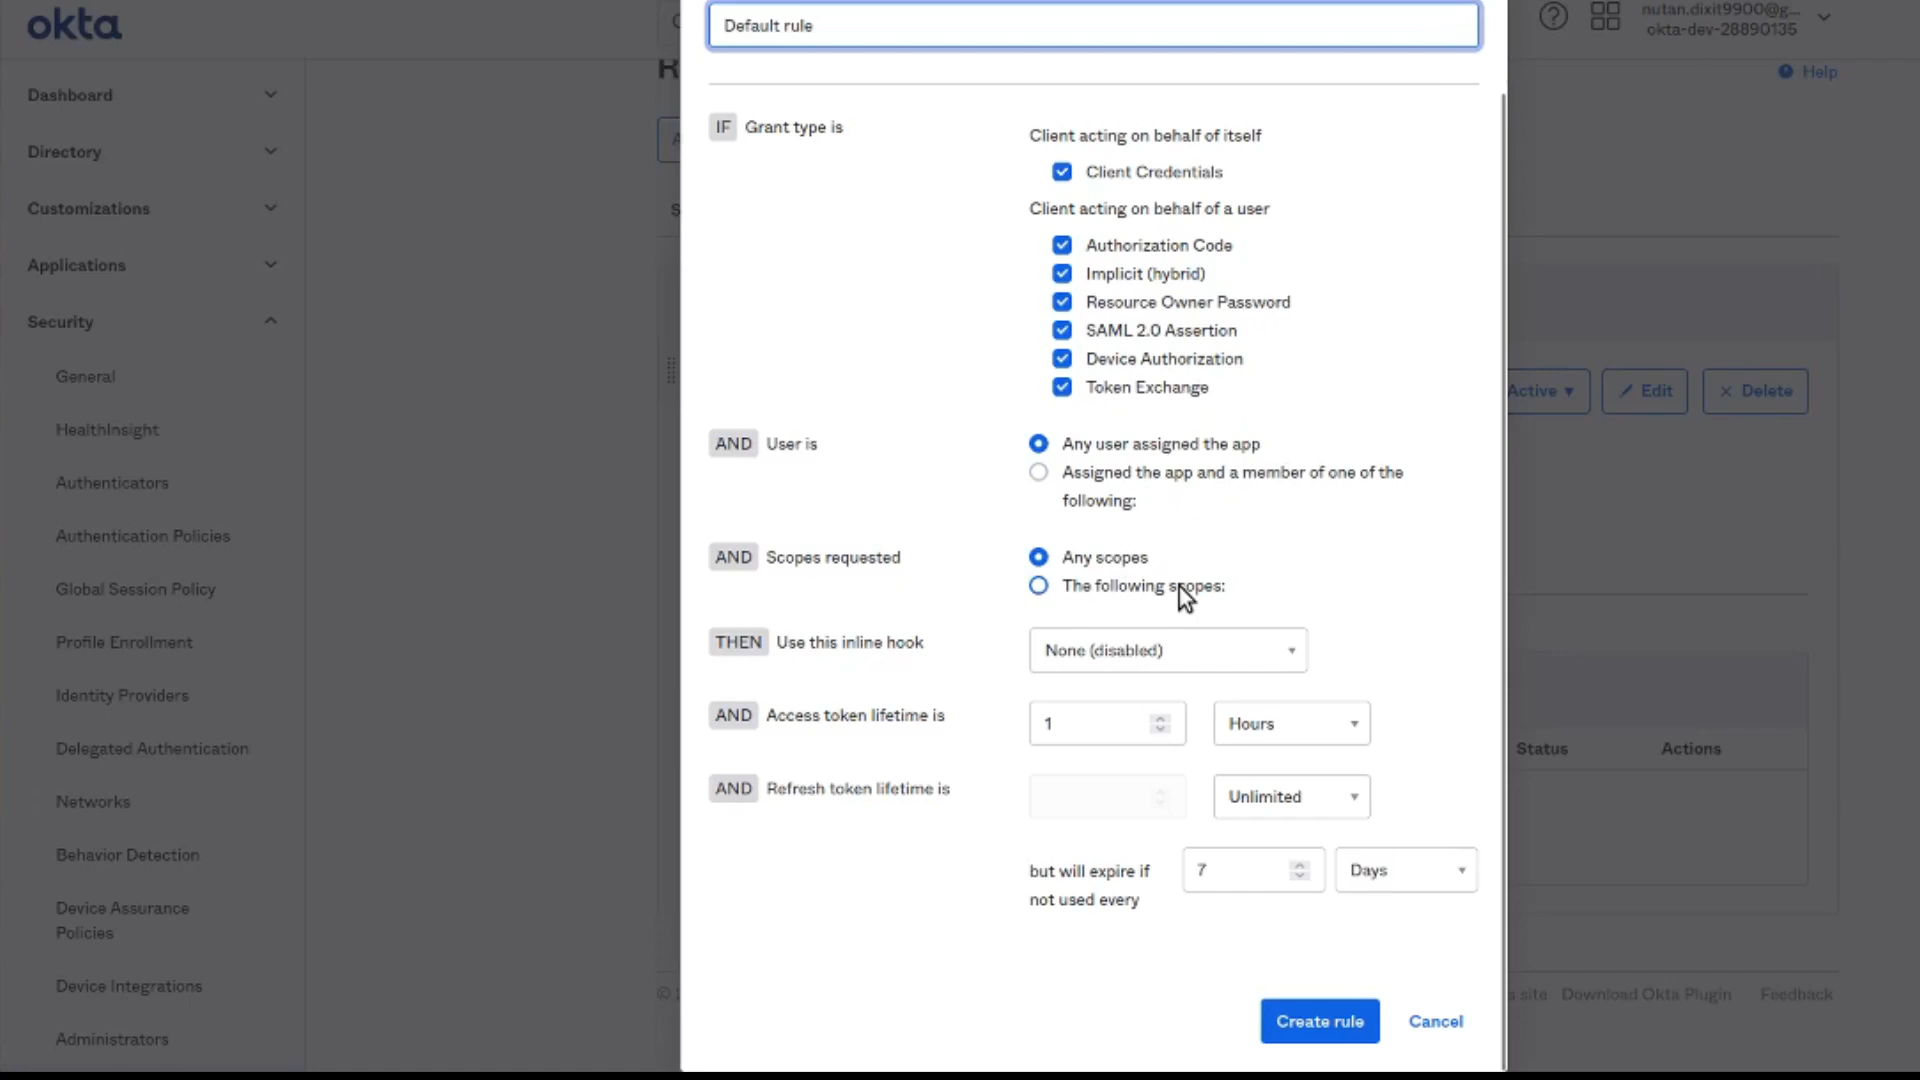 okta
nutan.dixit9900@g...
okta-dev-28890135
Help
Dashboard
Directory
Customizations
Applications
Security
General
HealthInsight
Authenticators
Authentication Policies
Global Session Policy
Profile Enrollment
Identity Providers
Delegated Authentication
Networks
Behavior Detection
Device Assurance
Policies
Device Integrations
Administrators
Default rule
IF Grant type is
Client acting on behalf of itself
Client Credentials
Client acting on behalf of a user
Authorization Code
Implicit (hybrid)
Resource Owner Password
SAML 2.0 Assertion
Device Authorization
Token Exchange
AND User is
Any user assigned the app
Assigned the app and a member of one of the
following:
AND Scopes requested
Any scopes
The following scopes:
THEN Use this inline hook
None (disabled)
AND Access token lifetime is
1 Hours
AND Refresh token lifetime is
Unlimited
but will expire if
not used every
7 Days
Create rule Cancel
Active Edit Delete
Status Actions
site Download Okta Plugin Feedback